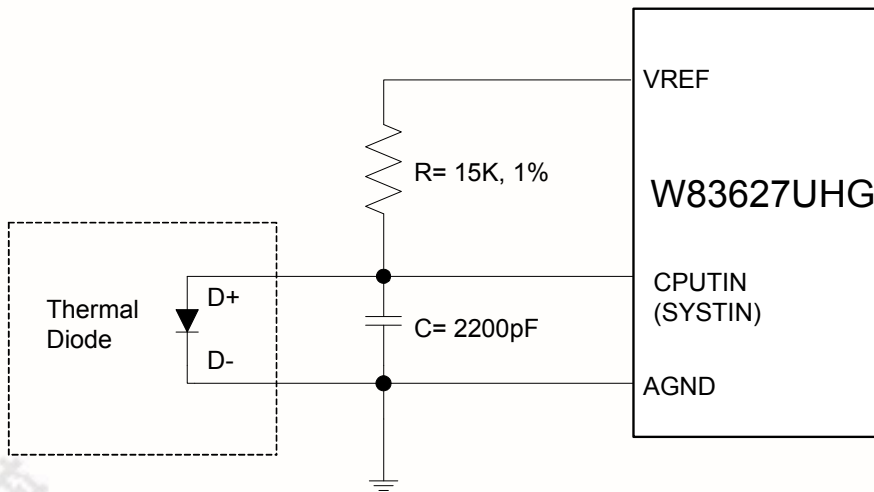 VREF
R= 15K, 1%
W83627UHG
Thermal
Diode
D+
D-
CPUTIN
(SYSTIN)
C= 2200pF
AGND